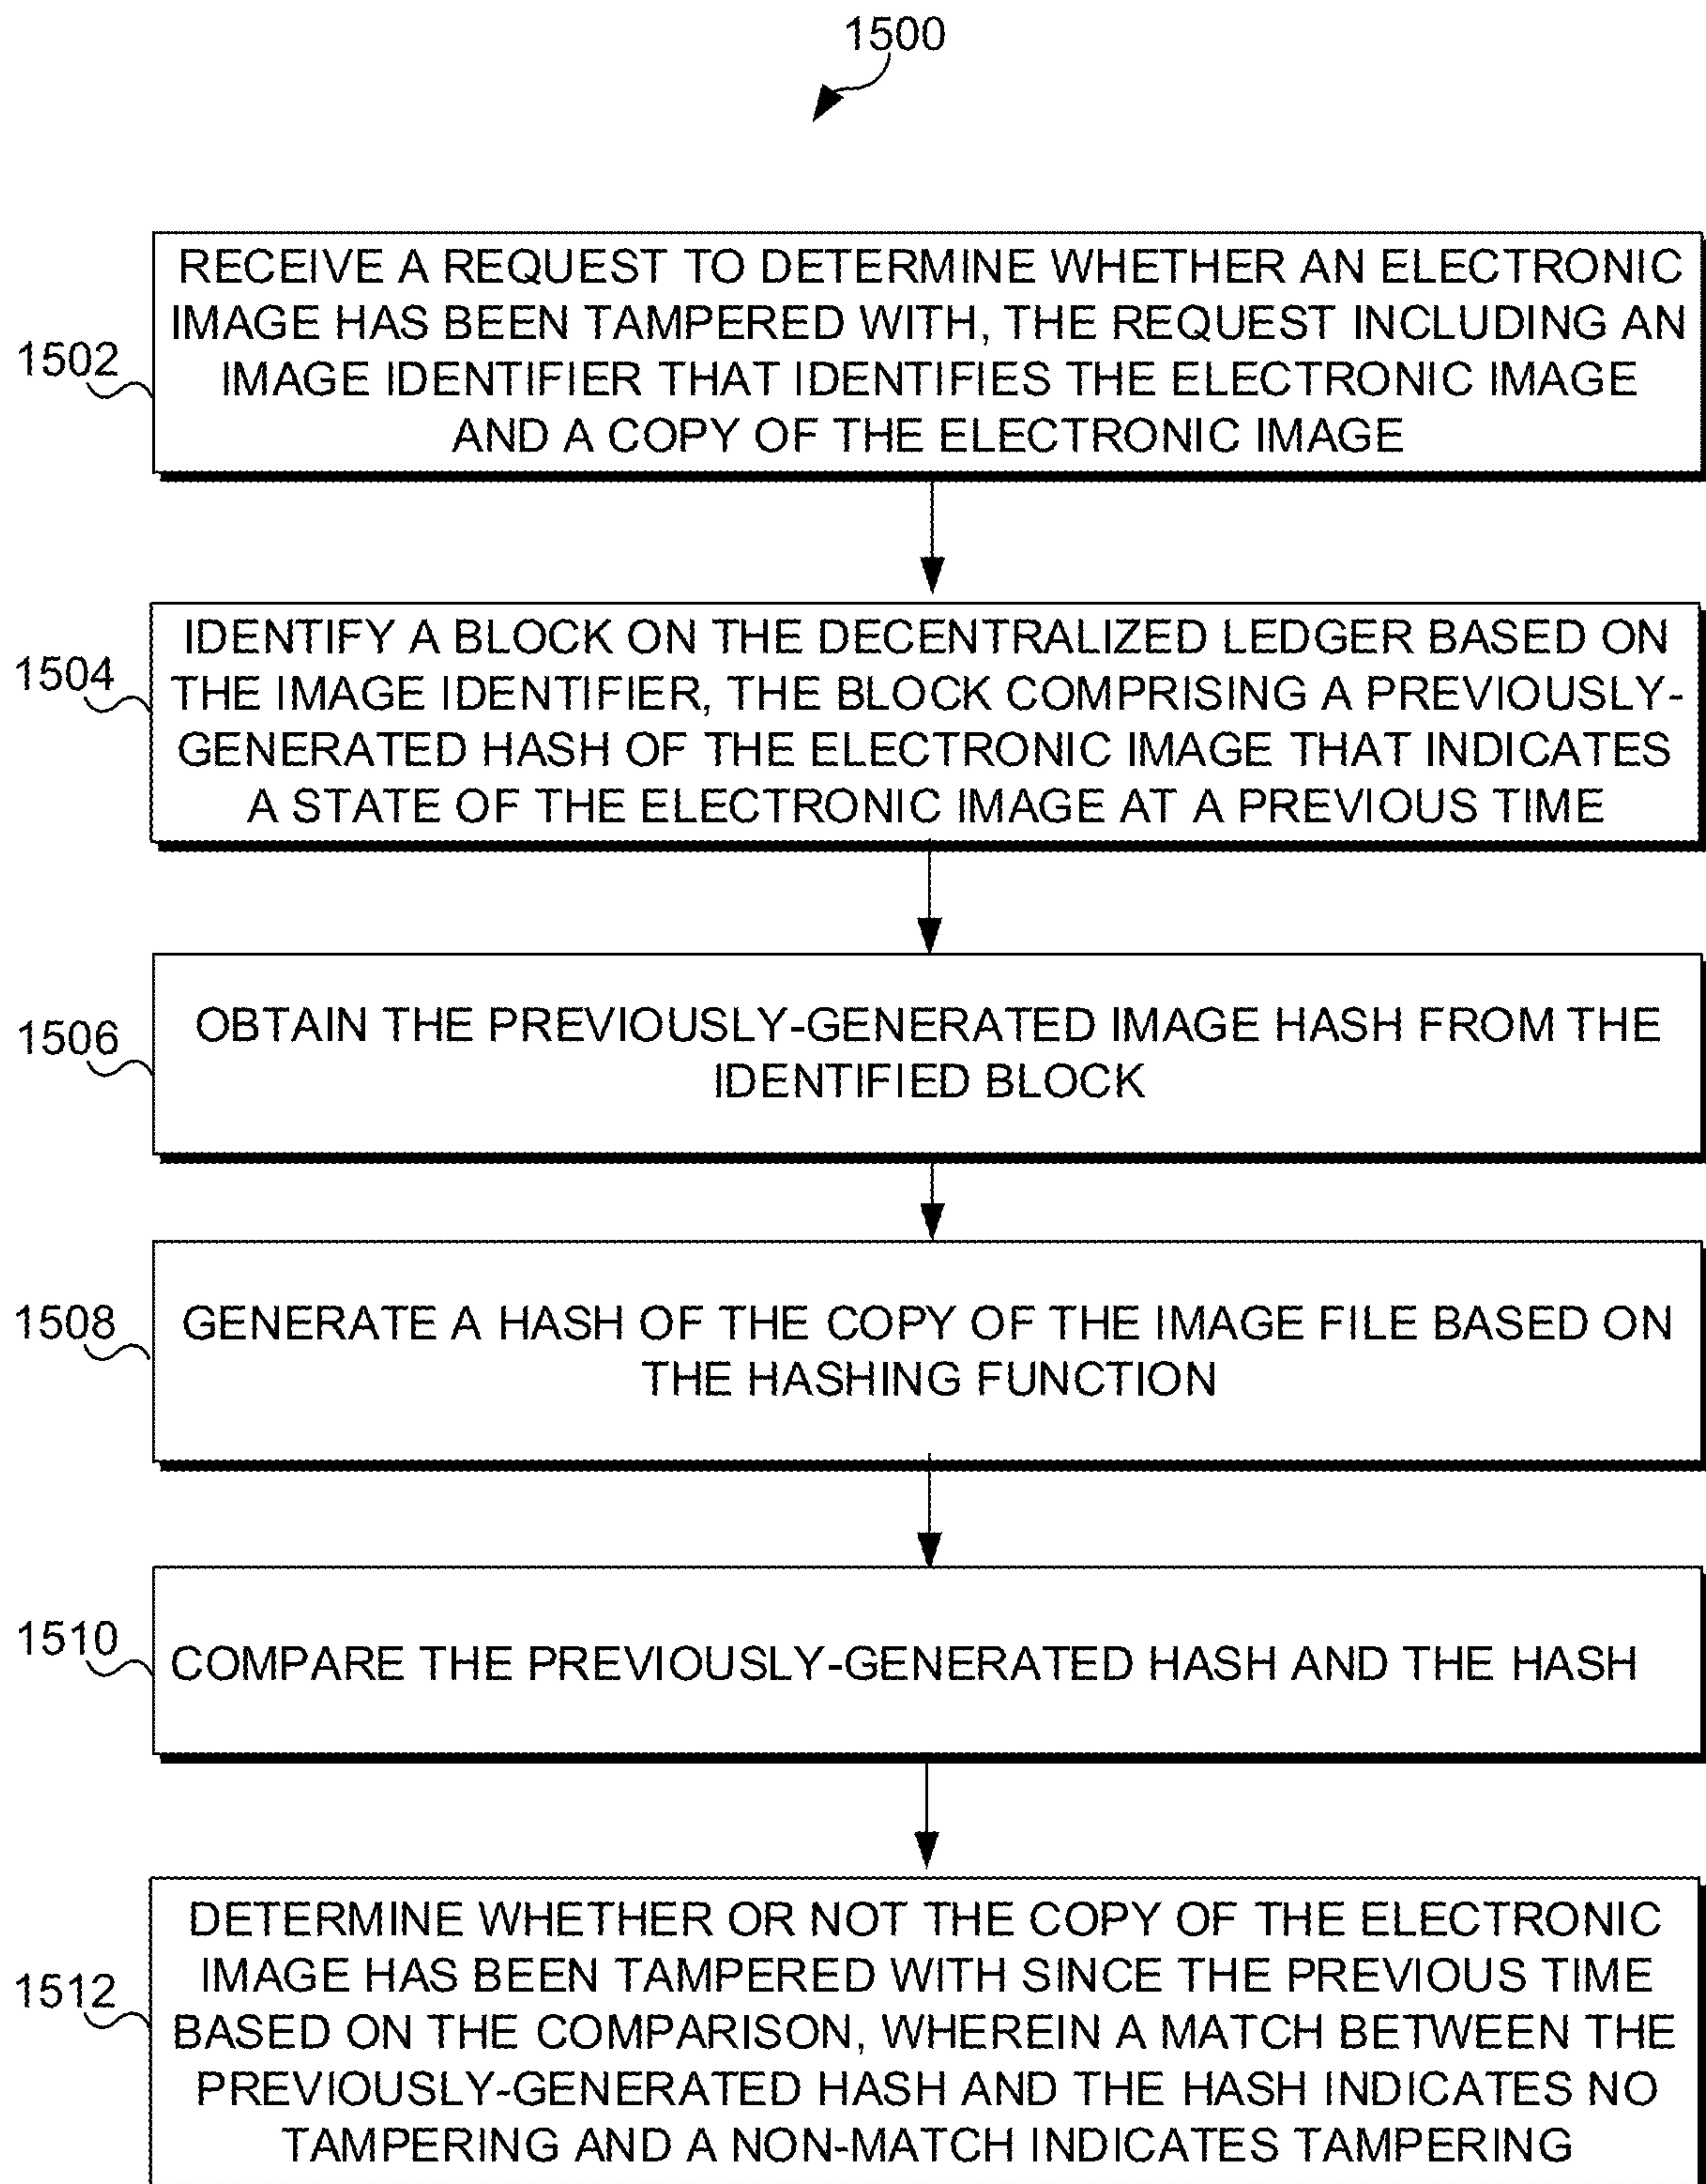 1500
RECEIVE A REQUEST TO DETERMINE WHETHER AN ELECTRONIC
IMAGE HAS BEEN TAMPERED WITH, THE REQUEST INCLUDING AN
IMAGE IDENTIFIER THAT IDENTIFIES THE ELECTRONIC IMAGE
AND A COPY OF THE ELECTRONIC IMAGE
1502
IDENTIFY A BLOCK ON THE DECENTRALIZED LEDGER BASED ON
THE IMAGE IDENTIFIER, THE BLOCK COMPRISING A PREVIOUSLY-
GENERATED HASH OF THE ELECTRONIC IMAGE THAT INDICATES
A STATE OF THE ELECTRONIC IMAGE AT A PREVIOUS TIME
1504
OBTAIN THE PREVIOUSLY-GENERATED IMAGE HASH FROM THE
IDENTIFIED BLOCK
1506
GENERATE A HASH OF THE COPY OF THE IMAGE FILE BASED ON
THE HASHING FUNCTION
1508
COMPARE THE PREVIOUSLY-GENERATED HASH AND THE HASH
1510
DETERMINE WHETHER OR NOT THE COPY OF THE ELECTRONIC
IMAGE HAS BEEN TAMPERED WITH SINCE THE PREVIOUS TIME
BASED ON THE COMPARISON, WHEREIN A MATCH BETWEEN THE
PREVIOUSLY-GENERATED HASH AND THE HASH INDICATES NO
TAMPERING AND A NON-MATCH INDICATES TAMPERING
1512